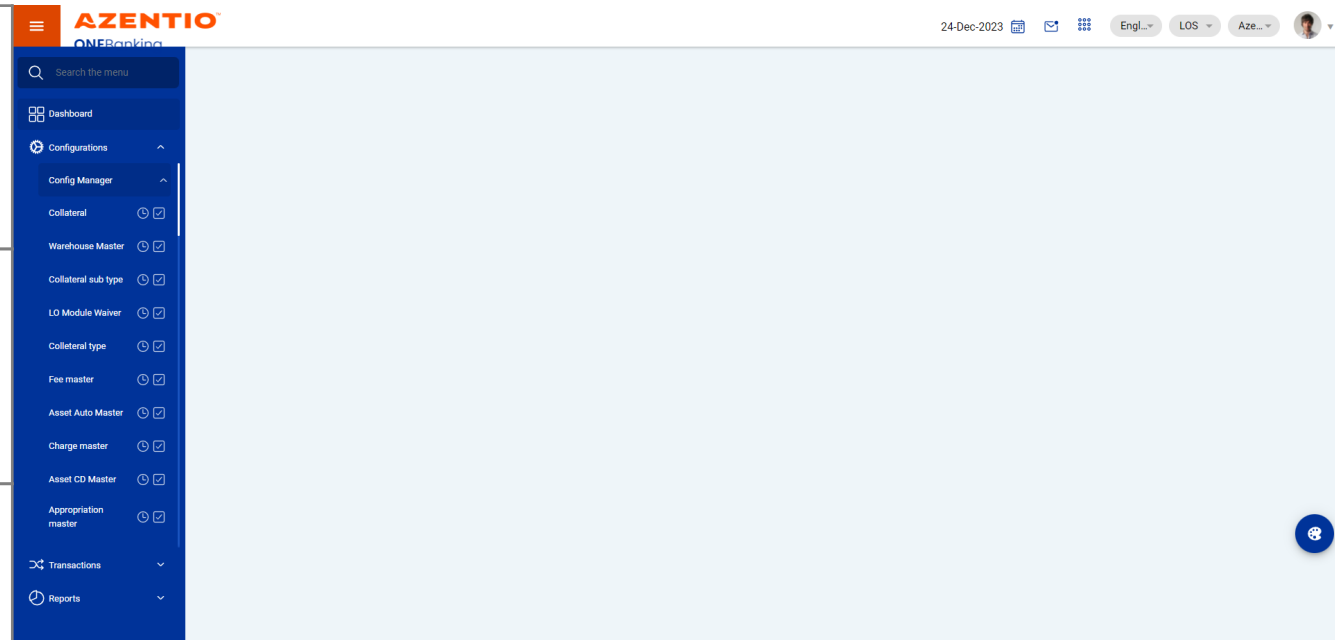 AZENTIO
ONEBanking
24-Dec-2023
Engl...
LOS
Aze...
Search the menu
Dashboard
Configurations
Config Manager
Collateral
Warehouse Master
Collateral sub type
LO Module Waiver
Colleteral type
Fee master
Asset Auto Master
Charge master
Asset CD Master
Appropriation
master
Transactions
Reports